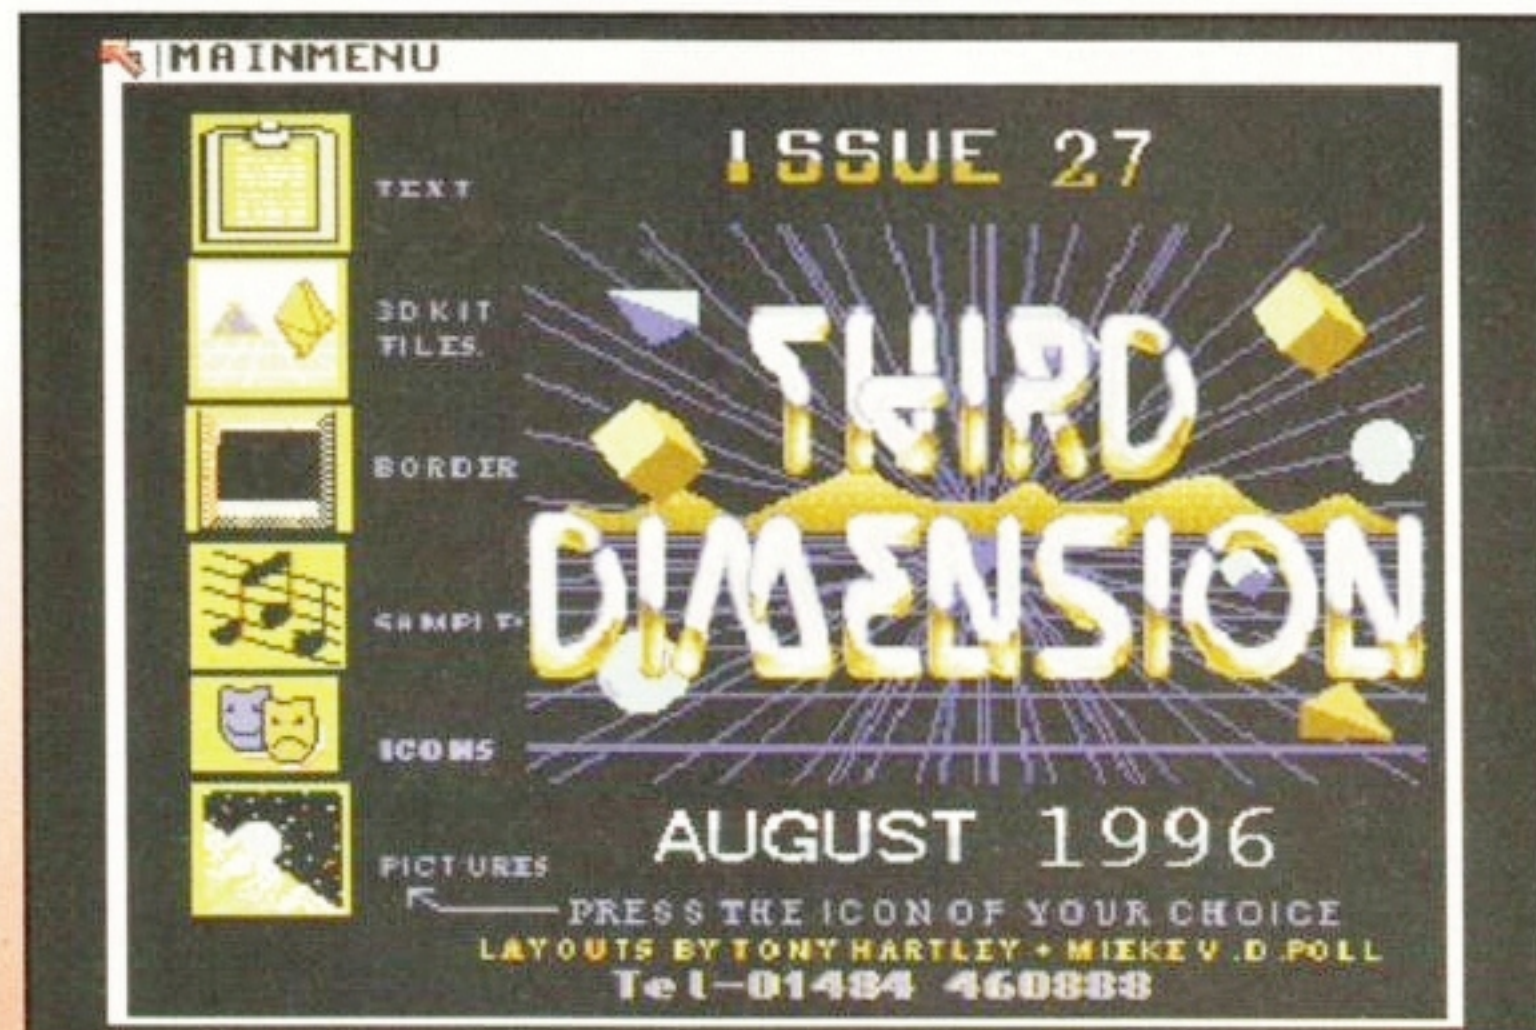 MAINMENU
ISSUE 27
TEXT
3D KIT
FILES.
BORDER
SAMPLES
ICONS
PICTURES
THIRD
DIMENSION
AUGUST 1996
PRESS THE ICON OF YOUR CHOICE
LAYOUTS BY TONY HARTLEY + MIEKE V.D.POLL
Tel-01484 460888